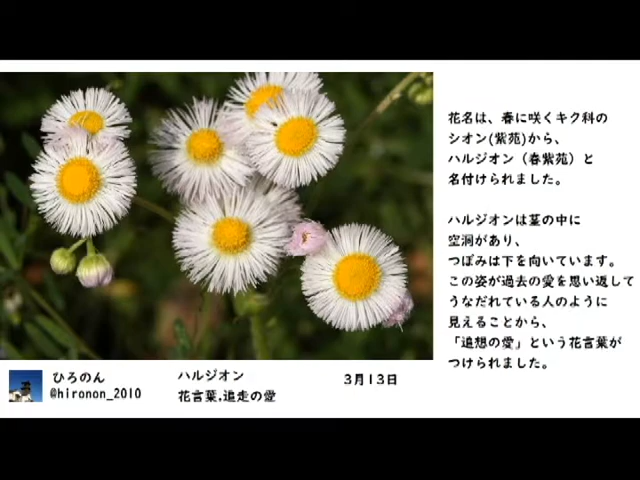 花名は、春に咲くキク科の
シオン(紫苑)から、
ハルジオン（春紫苑）と
名付けられました。
ハルジオンは茎の中に
空洞があり、
つぼみは下を向いています。
この姿が過去の愛を思い返して
うなだれている人のように
見えることから、
「追想の愛」という花言葉が
つけられました。
ひろのん
@hironon_2010
ハルジオン
花言葉,追走の愛
3月13日